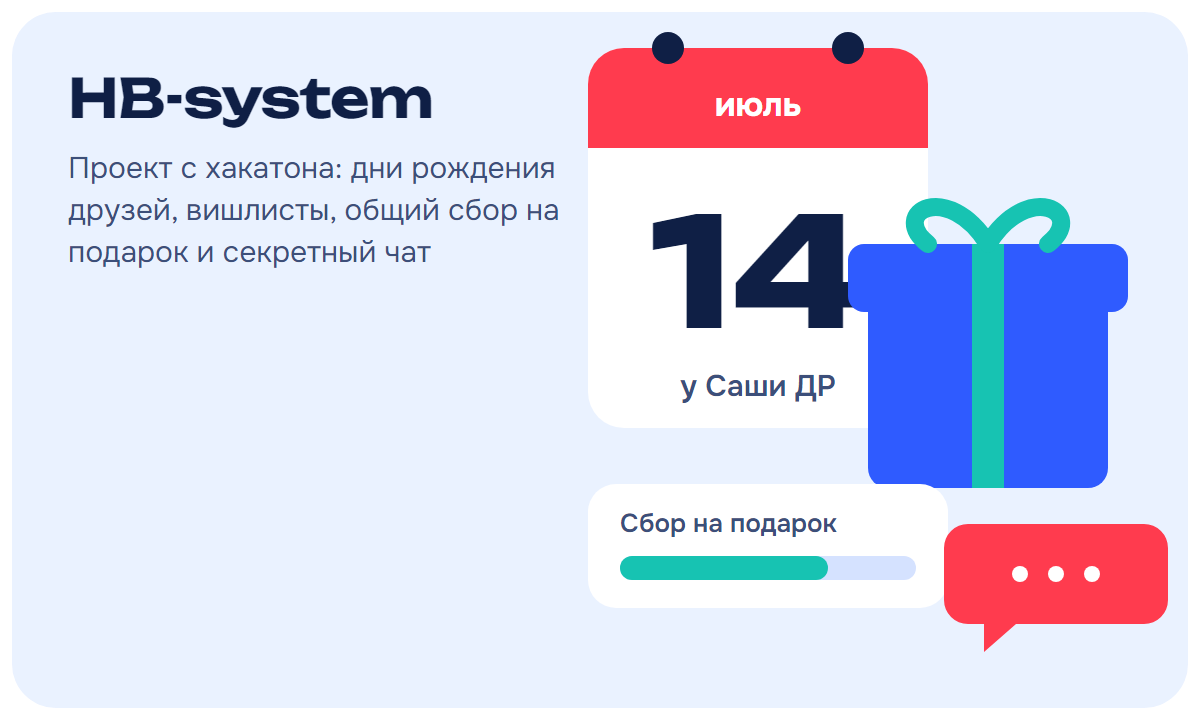 HB-system
Проект с хакатона: дни рождения
друзей, вишлисты, общий сбор на
подарок и секретный чат
июль
14
у Саши ДР
Сбор на подарок